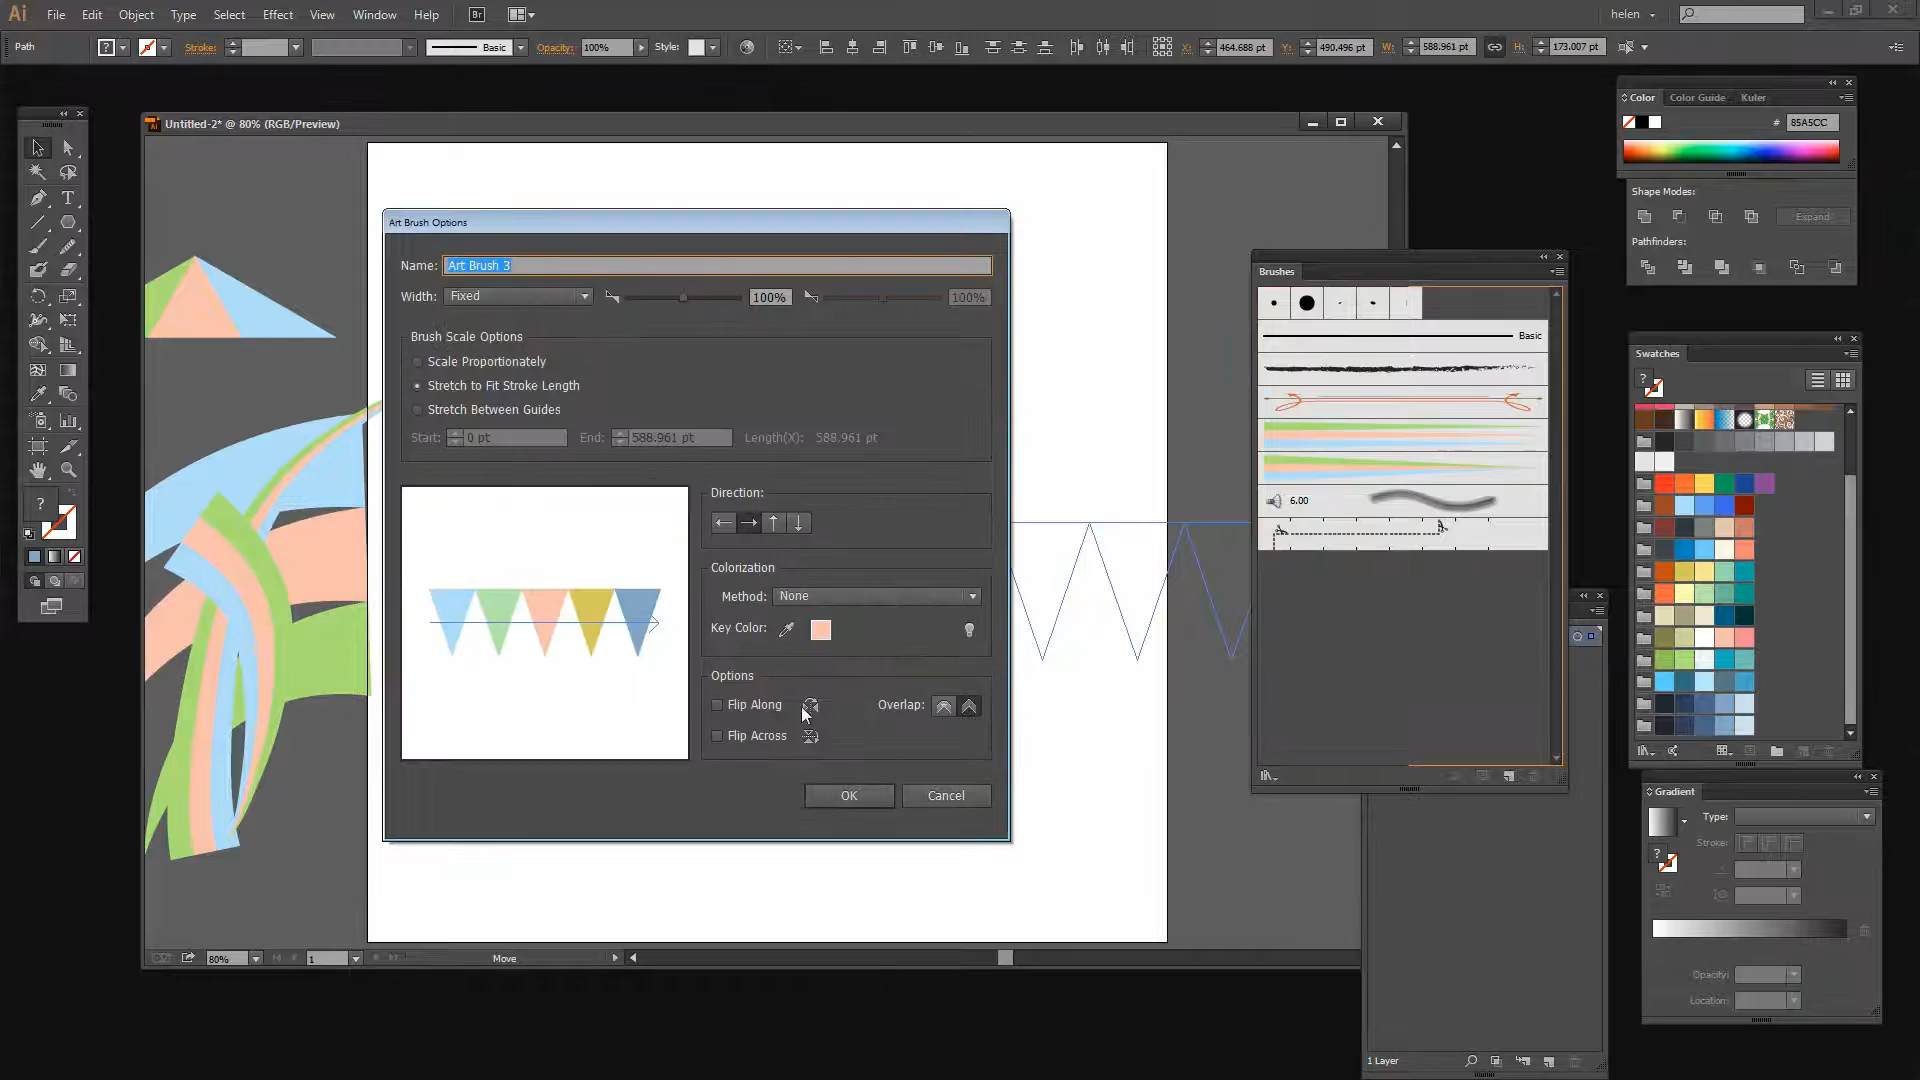 Ai File Edit Object Type Select Effect View Window Help Br helen
Path ? Stroke: Basic Opacity: 100% Style: X: 464.688 pt Y: 490.496 pt W: 588.961 pt H: 173.007 pt
Untitled-2* @ 80% (RGB/Preview)
Art Brush Options
Name: Art Brush 3
Width: Fixed 100% 100%
Brush Scale Options
Scale Proportionately
Stretch to Fit Stroke Length
Stretch Between Guides
Start: 0 pt End: 588.961 pt Length(X): 588.961 pt
Direction:
Colorization
Method: None
Key Color:
Options
Flip Along Overlap:
Flip Across
OK Cancel
80% 1 Move
T
?
Brushes
Basic
6.00
1 Layer
Color Color Guide Kuler
# 85A5CC
Shape Modes:
Expand
Pathfinders:
Swatches
?
Gradient
Type:
Stroke:
?
Opacity:
Location: